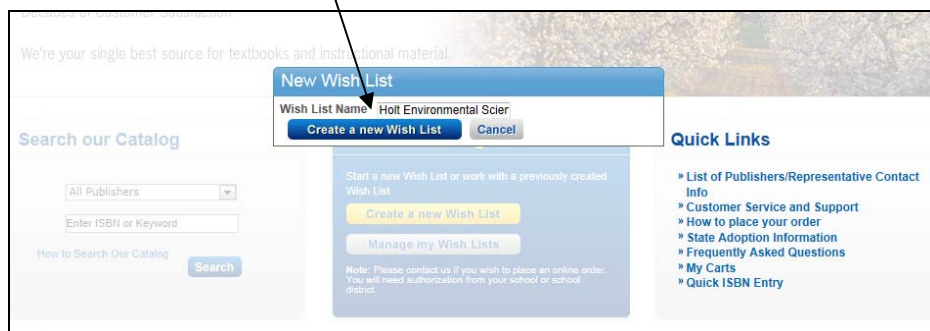 Decades of Customer Satisfaction
We're your single best source for textbooks and instructional material.
New Wish List
Wish List Name Holt Environmental Scier
Create a new Wish List Cancel
Search our Catalog
All Publishers
Enter ISBN or Keyword
How to Search Our Catalog
Search
Start a new Wish List or work with a previously created
Wish List
Create a new Wish List
Manage my Wish Lists
Note: Please contact us if you wish to place an online order.
You will need authorization from your school or school
district.
Quick Links
» List of Publishers/Representative Contact
Info
» Customer Service and Support
» How to place your order
» State Adoption Information
» Frequently Asked Questions
» My Carts
» Quick ISBN Entry